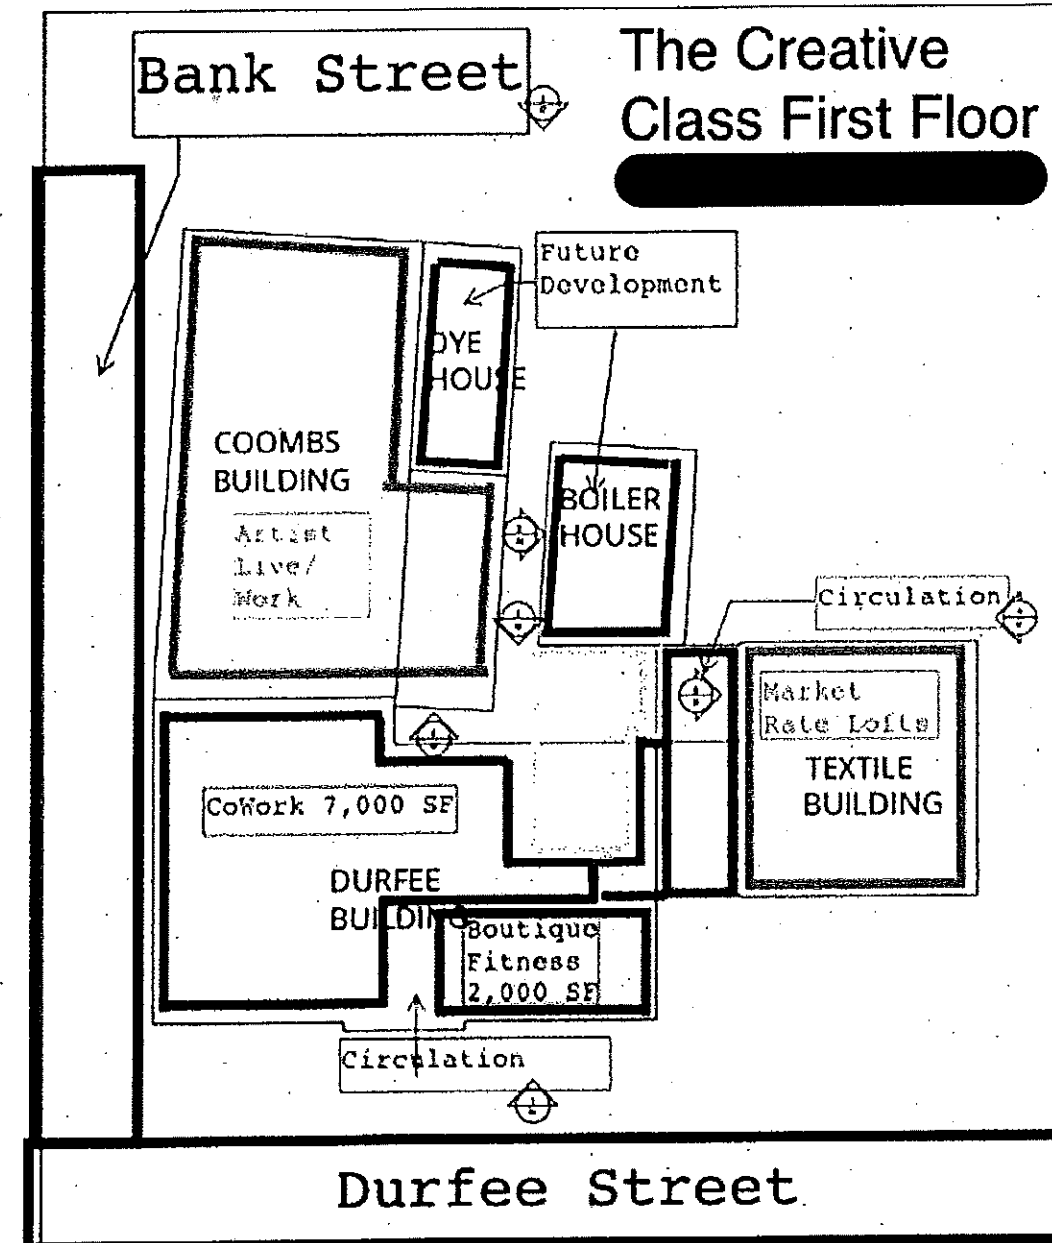 Bank Street
The Creative
Class First Floor
Future
Development
DYE
HOUSE
COOMBS
BUILDING
Artist
Live/
Work
BOILER
HOUSE
Circulation
Market
Rate Lofts
TEXTILE
BUILDING
CoWork 7,000 SF
DURFEE
BUILDING
Boutique
Fitness
2,000 SF
Circulation
Durfee Street